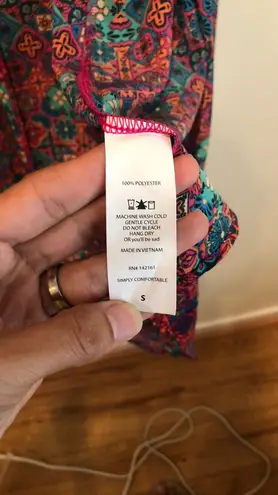 100% POLYESTER
MACHINE WASH COLD
GENTLE CYCLE
DO NOT BLEACH
HANG DRY
OR you'll be sad!
MADE IN VIETNAM
RN# 142161
SIMPLY COMFORTABLE
S